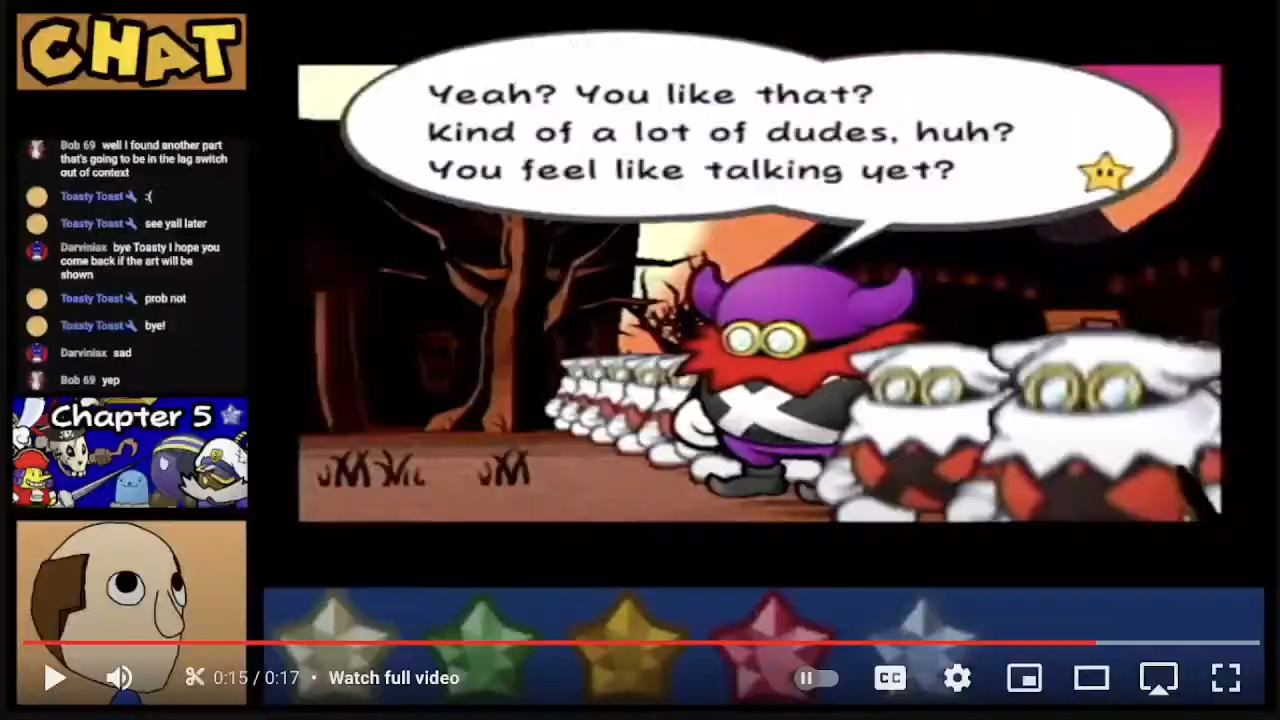 CHAT
Bob 69 well I found another part
that's going to be in the lag switch
out of context
Toasty Toast :(
Toasty Toast see yall later
Darviniax bye Toasty I hope you
come back if the art will be
shown
Toasty Toast prob not
Toasty Toast bye!
Darviniax sad
Bob 69 yep
Chapter 5
Yeah? You like that?
Kind of a lot of dudes, huh?
You feel like talking yet?
0:15 / 0:17 • Watch full video
CC